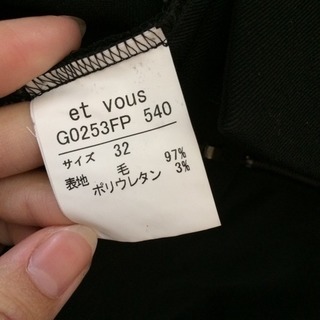 et vous
G0253FP 540
サイズ 32
表地 毛 97%
ポリウレタン 3%